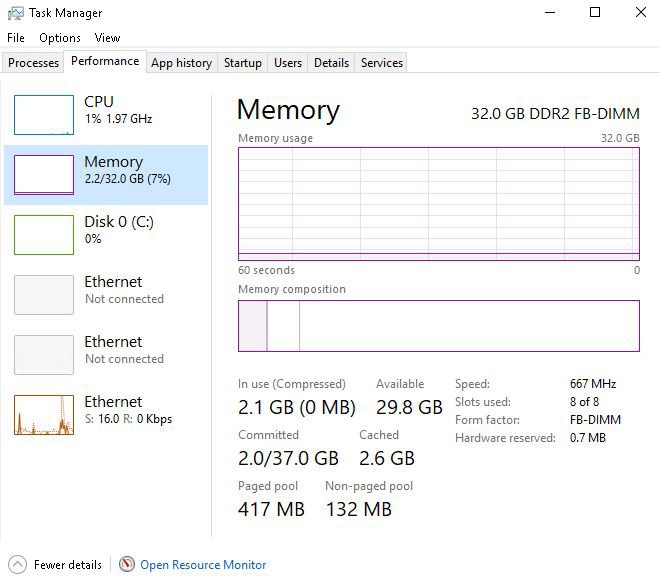 Task Manager
File Options View
Processes Performance App history Startup Users Details Services
CPU
1% 1.97 GHz
Memory
2.2/32.0 GB (7%)
Disk 0 (C:)
0%
Ethernet
Not connected
Ethernet
Not connected
Ethernet
S: 16.0 R: 0 Kbps
Memory 32.0 GB DDR2 FB-DIMM
Memory usage 32.0 GB
60 seconds 0
Memory composition
In use (Compressed) Available
2.1 GB (0 MB) 29.8 GB
Committed Cached
2.0/37.0 GB 2.6 GB
Paged pool Non-paged pool
417 MB 132 MB
Speed: 667 MHz
Slots used: 8 of 8
Form factor: FB-DIMM
Hardware reserved: 0.7 MB
Fewer details Open Resource Monitor